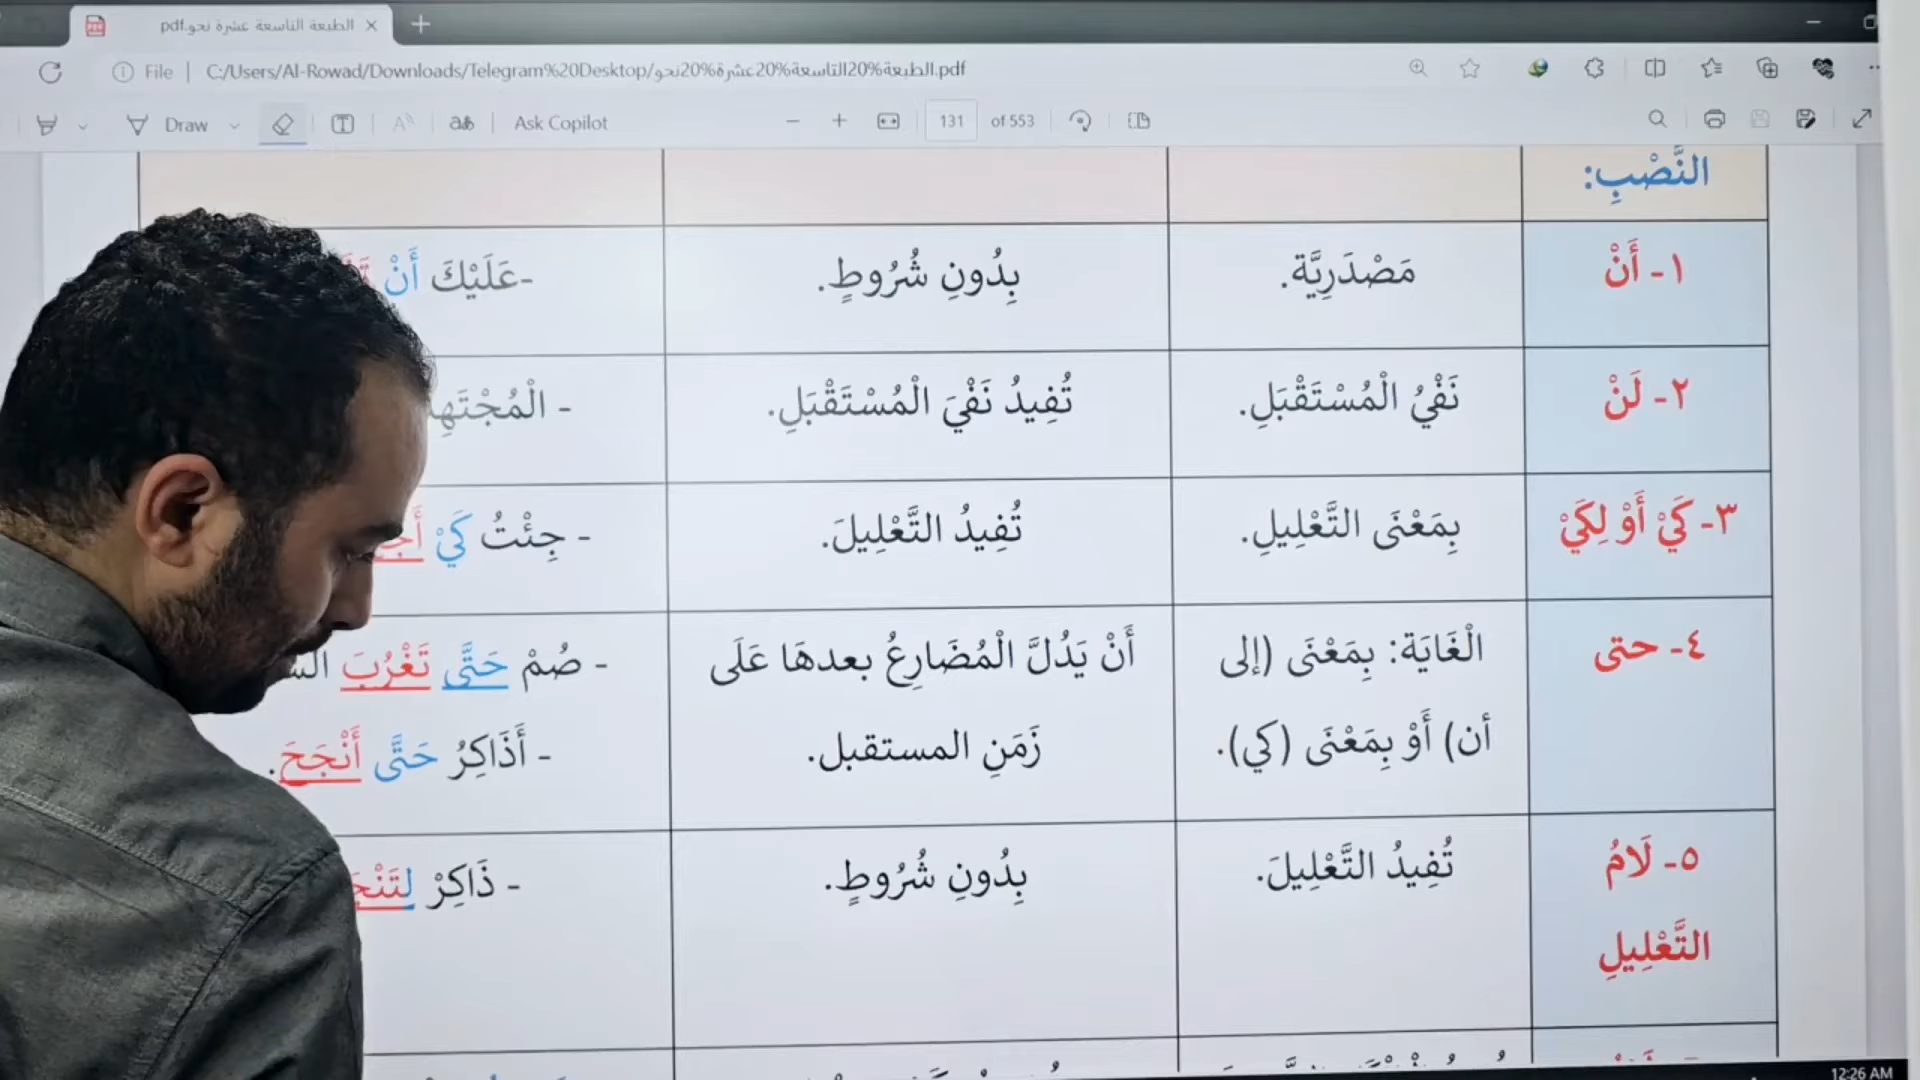 الطبعة التاسعة عشرة نحو.pdf
File
C:/Users/Al-Rowad/Downloads/Telegram%20Desktop/الطبعة%20التاسعة%20عشرة%20نحو.pdf
Draw
Ask Copilot
131 of 553
النَّصْبِ:
١- أَنْ
مَصْدَرِيَّة.
بِدُونِ شُرُوطٍ.
-عَلَيْكَ أَنْ
٢- لَنْ
نَفْيُ الْمُسْتَقْبَلِ.
تُفِيدُ نَفْيَ الْمُسْتَقْبَلِ.
-
٣- كَيْ أَوْ لِكَيْ
بِمَعْنَى التَّعْلِيلِ.
تُفِيدُ التَّعْلِيلَ.
- جِئْتُ كَيْ
٤- حتى
الْغَايَة: بِمَعْنَى (إلى
أن) أَوْ بِمَعْنَى (كي).
أَنْ يَدُلَّ الْمُضَارِعُ بعدهَا عَلَى
زَمَنِ المستقبل.
- صُمْ حَتَّى تَغْرُبَ
- أَذَاكِرُ حَتَّى أَنْجَحَ.
٥- لَامُ
التَّعْلِيلِ
تُفِيدُ التَّعْلِيلَ.
بِدُونِ شُرُوطٍ.
- ذَاكِرْ
12:26 AM